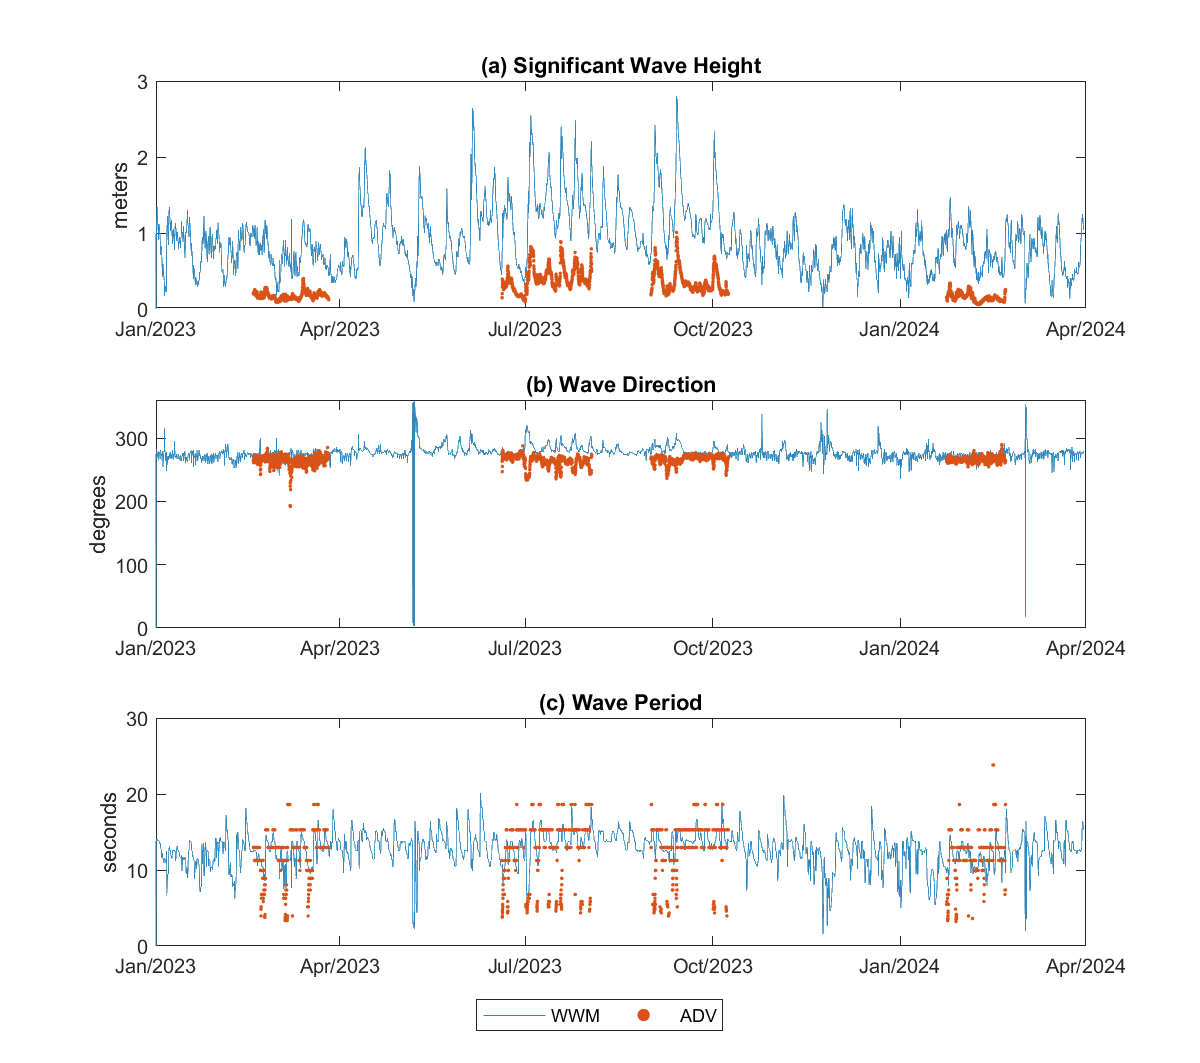 (a) Significant Wave Height
3
2
1
0
meters
Jan/2023 Apr/2023 Jul/2023 Oct/2023 Jan/2024 Apr/2024
(b) Wave Direction
300
200
100
0
degrees
Jan/2023 Apr/2023 Jul/2023 Oct/2023 Jan/2024 Apr/2024
(c) Wave Period
30
20
10
0
seconds
Jan/2023 Apr/2023 Jul/2023 Oct/2023 Jan/2024 Apr/2024
WWM ADV